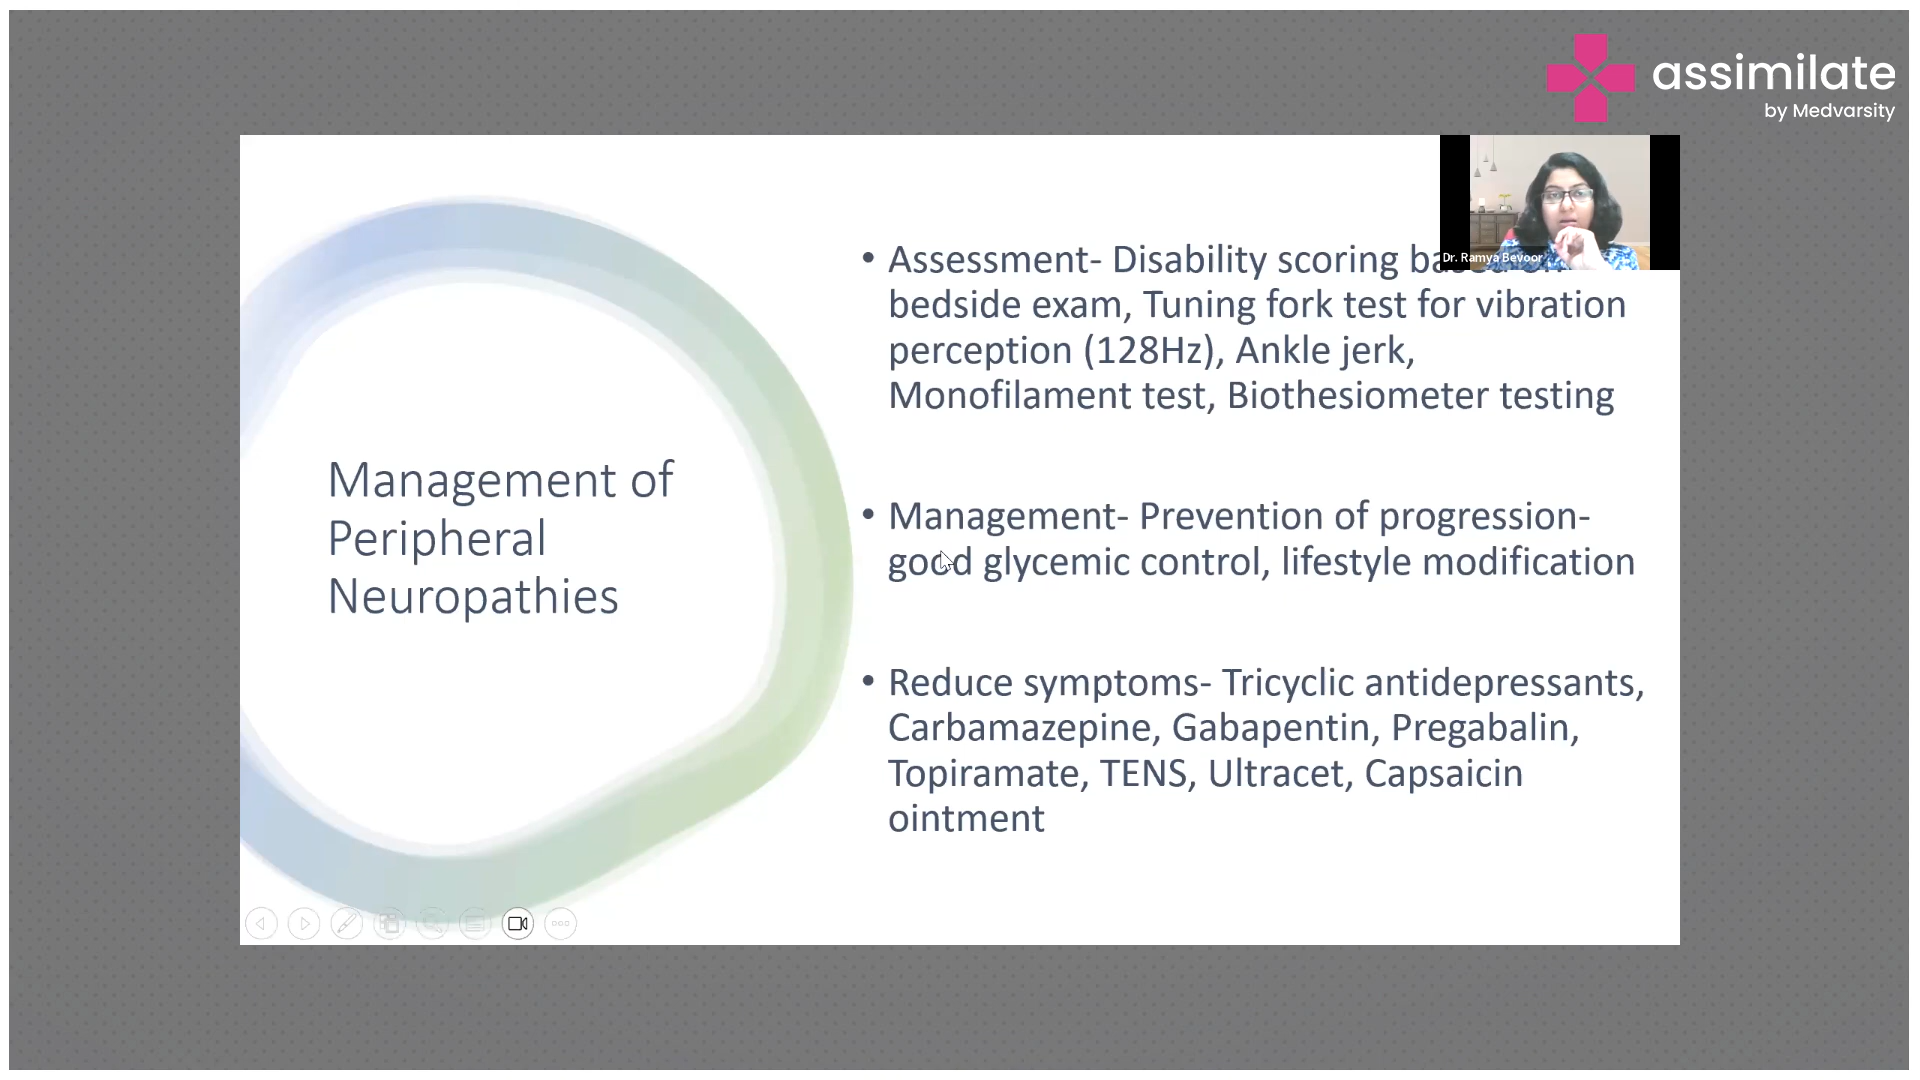 assimilate
by Medvarsity
Dr. Ramya Bevoor
Management of
Peripheral
Neuropathies
• Assessment- Disability scoring
bedside exam, Tuning fork test for vibration
perception (128Hz), Ankle jerk,
Monofilament test, Biothesiometer testing
• Management- Prevention of progression-
good glycemic control, lifestyle modification
• Reduce symptoms- Tricyclic antidepressants,
Carbamazepine, Gabapentin, Pregabalin,
Topiramate, TENS, Ultracet, Capsaicin
ointment